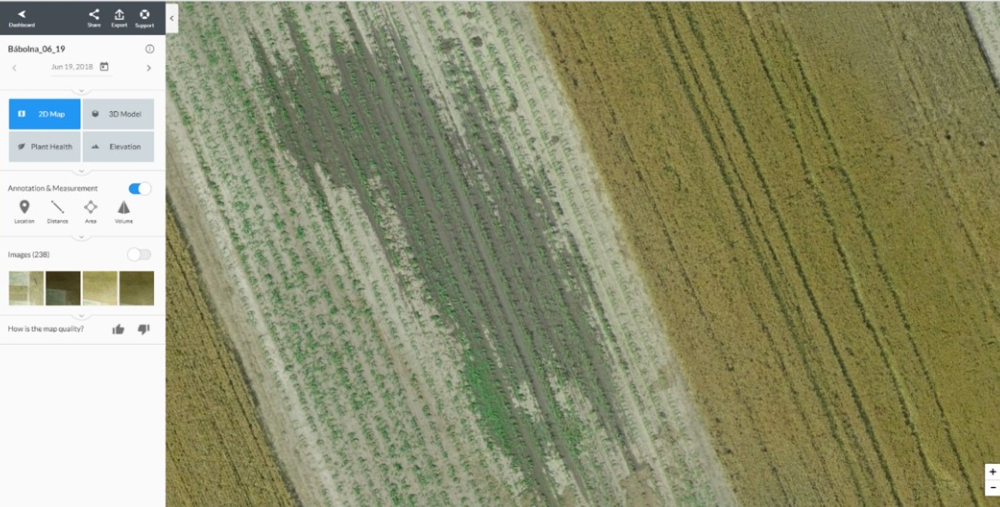 Dashboard
Share
Export
Support
Bábolna_06_19
Jun 19, 2018
2D Map
3D Model
Plant Health
Elevation
Annotation & Measurement
Location
Distance
Area
Volume
Images (238)
How is the map quality?